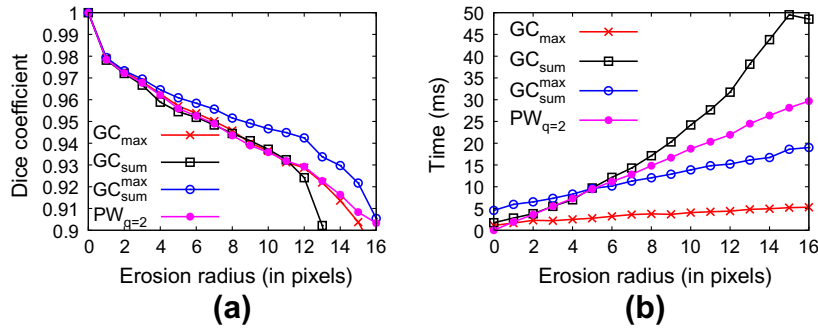 1
0.99
0.98
0.97
0.96
0.95
0.94
0.93
0.92
0.91
0.9
Dice coefficient
GCmax
GCsum
GCmaxsum
PWq=2
0 2 4 6 8 10 12 14 16
Erosion radius (in pixels)
(a)
50
45
40
35
30
25
20
15
10
5
0
Time (ms)
GCmax
GCsum
GCmaxsum
PWq=2
0 2 4 6 8 10 12 14 16
Erosion radius (in pixels)
(b)